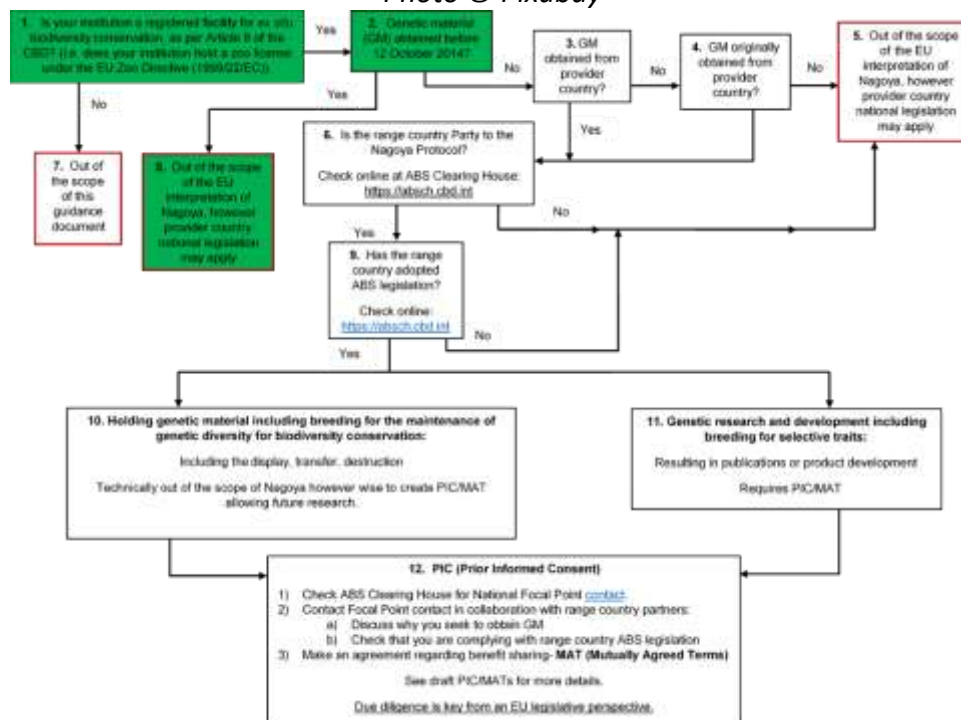 Photo © Pixabay
1. Is your institution a registered facility for ex situ
biodiversity conservation, as per Article 9 of the
CBD? (i.e. does your institution hold a zoo license
under the EU Zoo Directive (1999/22/EC))
Yes
2. Genetic material
(GM) obtained before
12 October 2014?
No
3. GM
obtained from
provider
country?
No
4. GM originally
obtained from
provider
country?
No
5. Out of the scope
of the EU
interpretation of
Nagoya, however
provider country
national legislation
may apply
No
Yes
Yes
7. Out of
the scope
of this
guidance
document
8. Out of the scope
of the EU
interpretation of
Nagoya, however
provider country
national legislation
may apply
6. Is the range country Party to the
Nagoya Protocol?
Check online at ABS Clearing House:
https://absch.cbd.int
No
Yes
9. Has the range
country adopted
ABS legislation?
Check online:
https://absch.cbd.int
No
Yes
10. Holding genetic material including breeding for the maintenance of
genetic diversity for biodiversity conservation:
Including the display, transfer, destruction
Technically out of the scope of Nagoya however wise to create PIC/MAT
allowing future research.
11. Genetic research and development including
breeding for selective traits:
Resulting in publications or product development
Requires PIC/MAT
12. PIC (Prior Informed Consent)
1) Check ABS Clearing House for National Focal Point contact.
2) Contact Focal Point contact in collaboration with range country partners:
a) Discuss why you seek to obtain GM
b) Check that you are complying with range country ABS legislation
3) Make an agreement regarding benefit sharing- MAT (Mutually Agreed Terms)
See draft PIC/MATs for more details.
Due diligence is key from an EU legislative perspective.